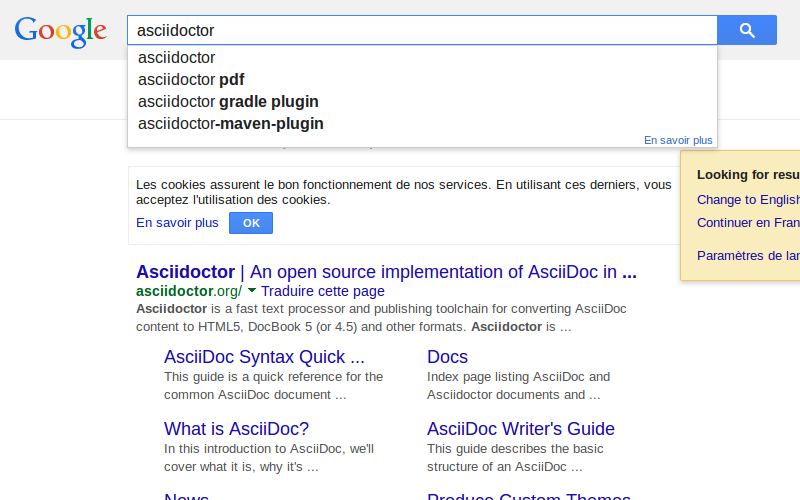 Google
asciidoctor
asciidoctor
asciidoctor pdf
asciidoctor gradle plugin
asciidoctor-maven-plugin
En savoir plus
Les cookies assurent le bon fonctionnement de nos services. En utilisant ces derniers, vous
acceptez l'utilisation des cookies.
En savoir plus
OK
Looking for resu
Change to English
Continuer en Fran
Paramètres de lan
Asciidoctor | An open source implementation of AsciiDoc in ...
asciidoctor.org/ Traduire cette page
Asciidoctor is a fast text processor and publishing toolchain for converting AsciiDoc
content to HTML5, DocBook 5 (or 4.5) and other formats. Asciidoctor is ...
AsciiDoc Syntax Quick ...
This guide is a quick reference for the
common AsciiDoc document ...
Docs
Index page listing AsciiDoc and
Asciidoctor documents and ...
What is AsciiDoc?
In this introduction to AsciiDoc, we'll
cover what it is, why it's ...
AsciiDoc Writer's Guide
This guide describes the basic
structure of an AsciiDoc ...
News
Produce Custom Themes